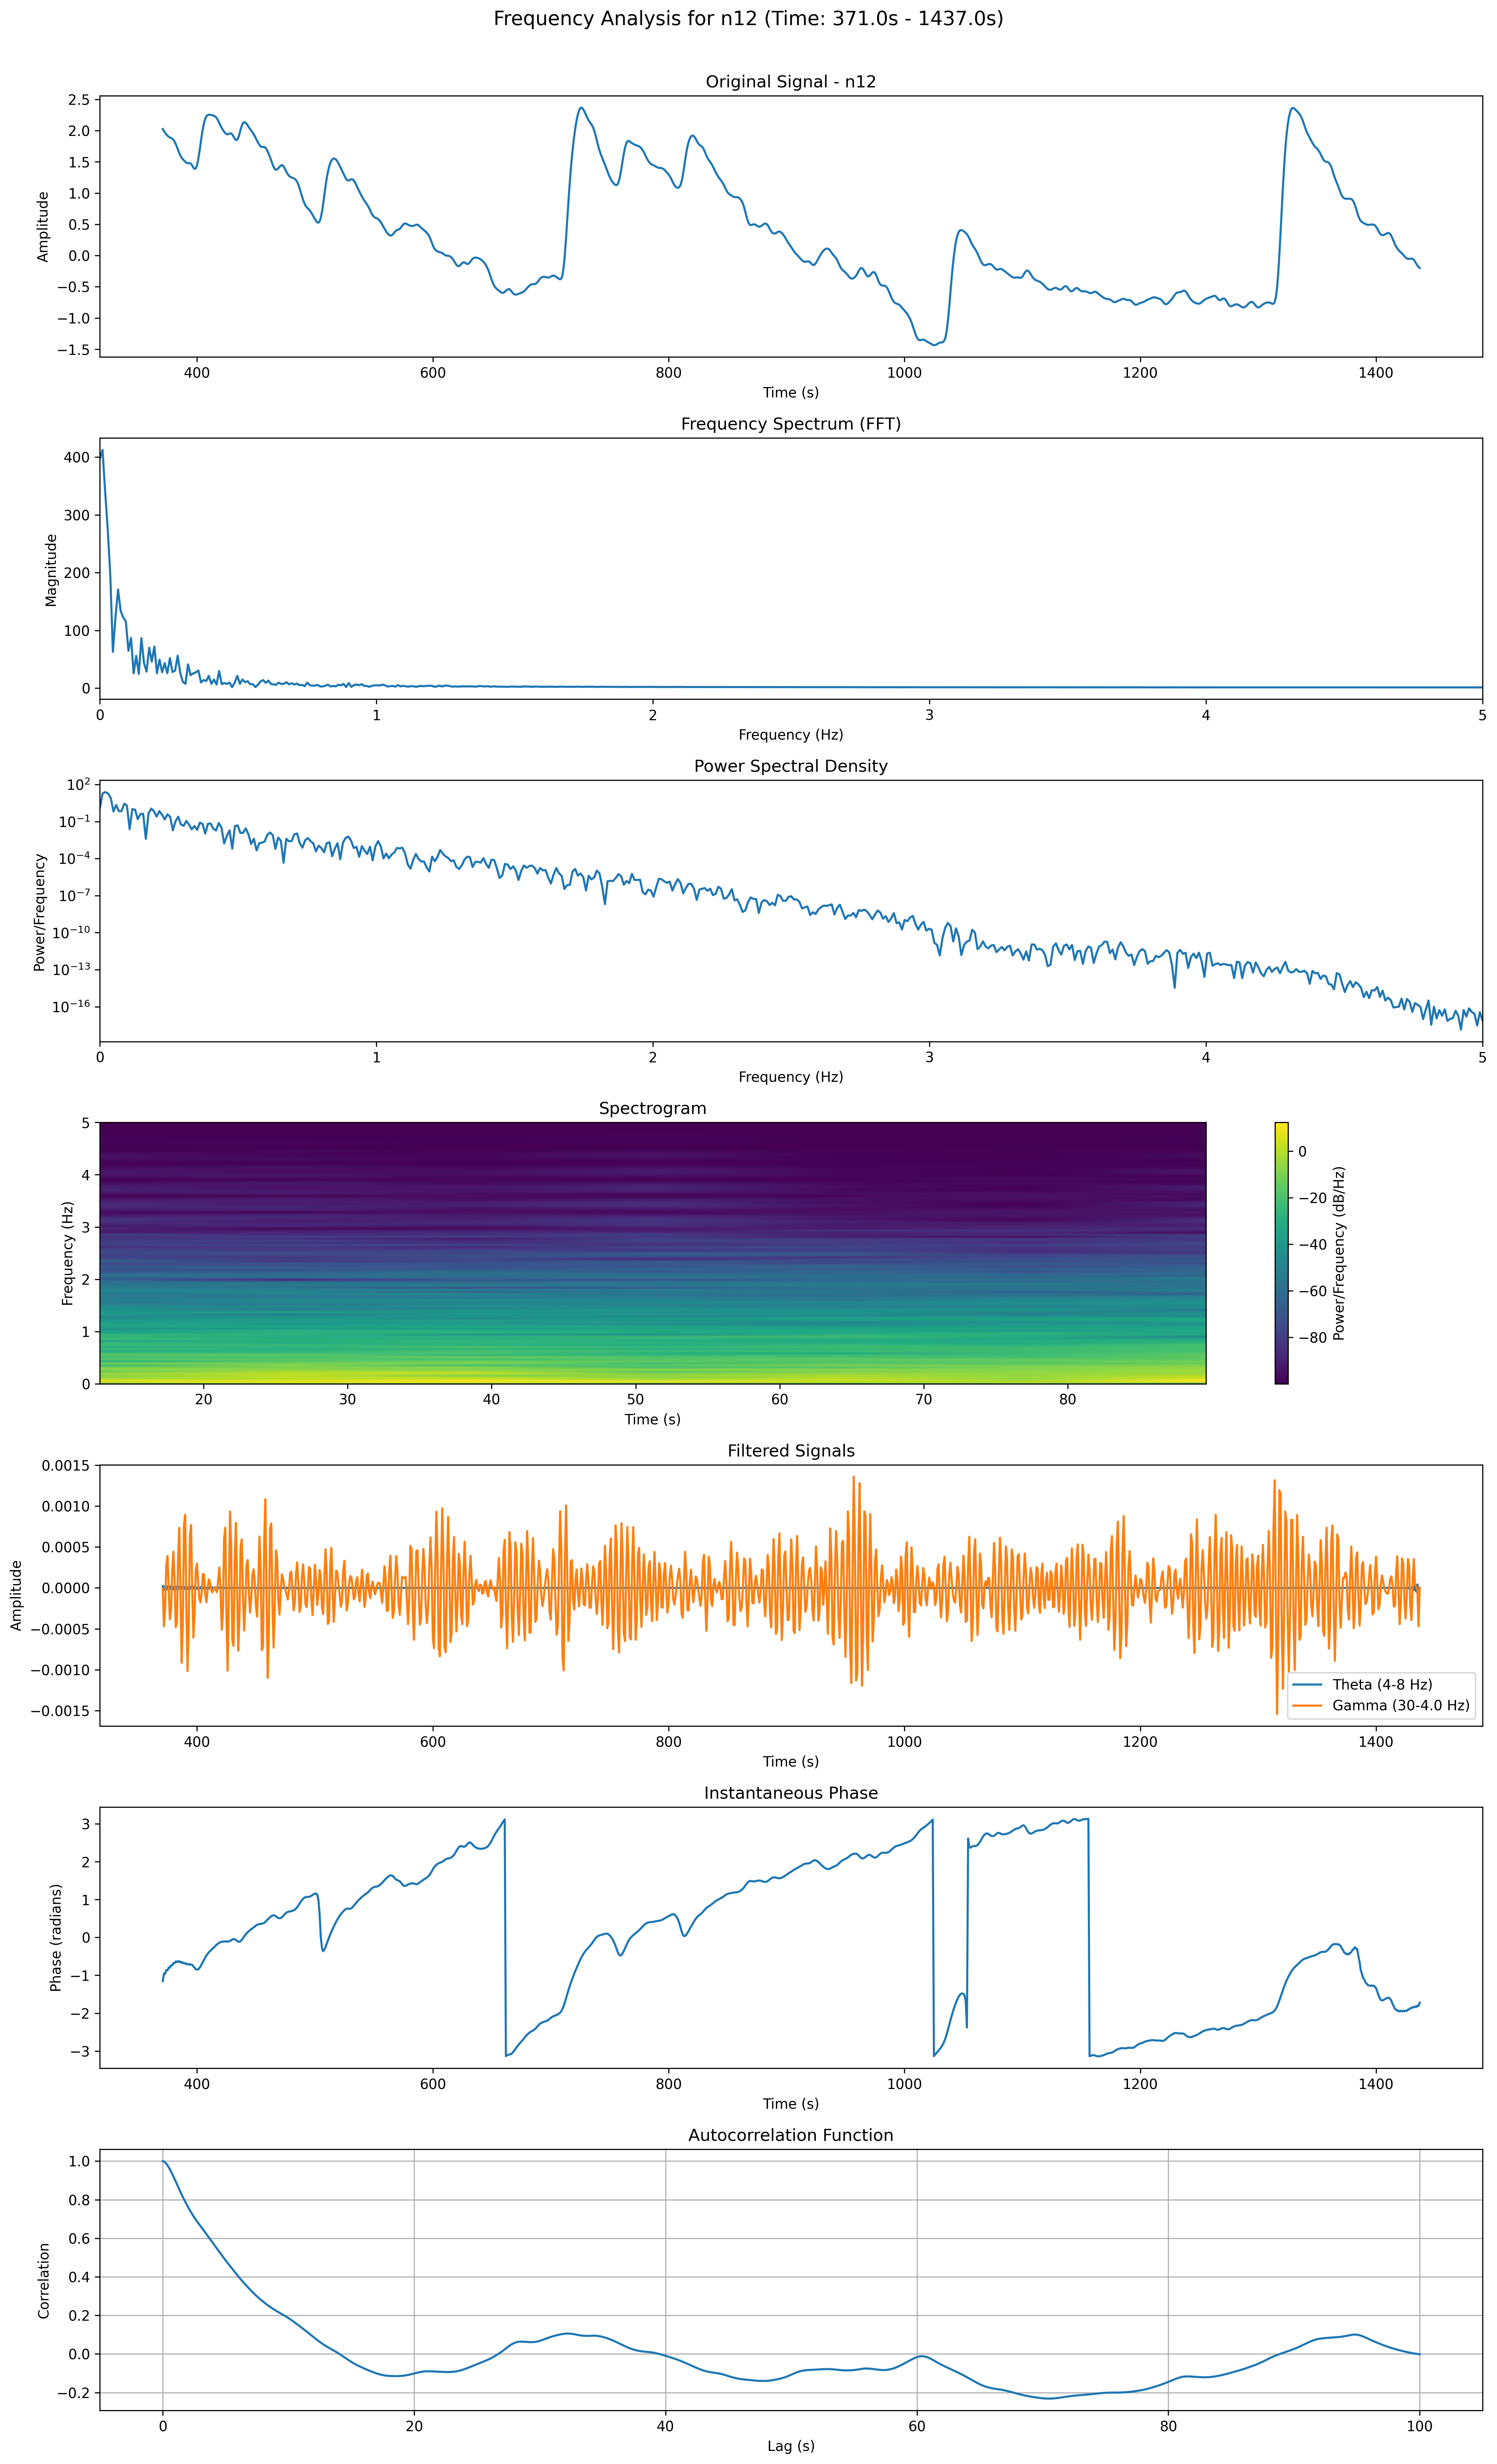 Frequency Analysis for n12 (Time: 371.0s - 1437.0s)
Original Signal - n12
Amplitude
2.5
2.0
1.5
1.0
0.5
0.0
−0.5
−1.0
−1.5
400 600 800 1000 1200 1400
Time (s)
Frequency Spectrum (FFT)
Magnitude
400
300
200
100
0
0 1 2 3 4 5
Frequency (Hz)
Power Spectral Density
Power/Frequency
10²
10⁻¹
10⁻⁴
10⁻⁷
10⁻¹⁰
10⁻¹³
10⁻¹⁶
0 1 2 3 4 5
Frequency (Hz)
Spectrogram
Frequency (Hz)
5
4
3
2
1
0
20 30 40 50 60 70 80
Time (s)
0
−20
−40
−60
−80
Power/Frequency (dB/Hz)
Filtered Signals
Amplitude
0.0015
0.0010
0.0005
0.0000
−0.0005
−0.0010
−0.0015
Theta (4-8 Hz)
Gamma (30-4.0 Hz)
400 600 800 1000 1200 1400
Time (s)
Instantaneous Phase
Phase (radians)
3
2
1
0
−1
−2
−3
400 600 800 1000 1200 1400
Time (s)
Autocorrelation Function
Correlation
1.0
0.8
0.6
0.4
0.2
0.0
−0.2
0 20 40 60 80 100
Lag (s)